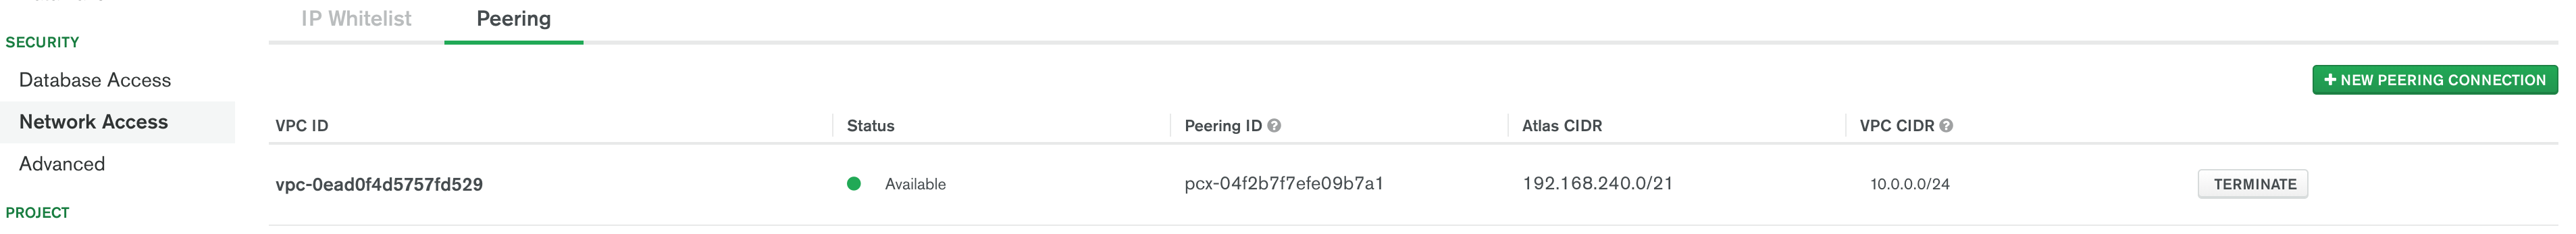 IP Whitelist
Peering
SECURITY
Database Access
Network Access
Advanced
PROJECT
+ NEW PEERING CONNECTION
VPC ID
Status
Peering ID ?
Atlas CIDR
VPC CIDR ?
vpc-0ead0f4d5757fd529
Available
pcx-04f2b7f7efe09b7a1
192.168.240.0/21
10.0.0.0/24
TERMINATE